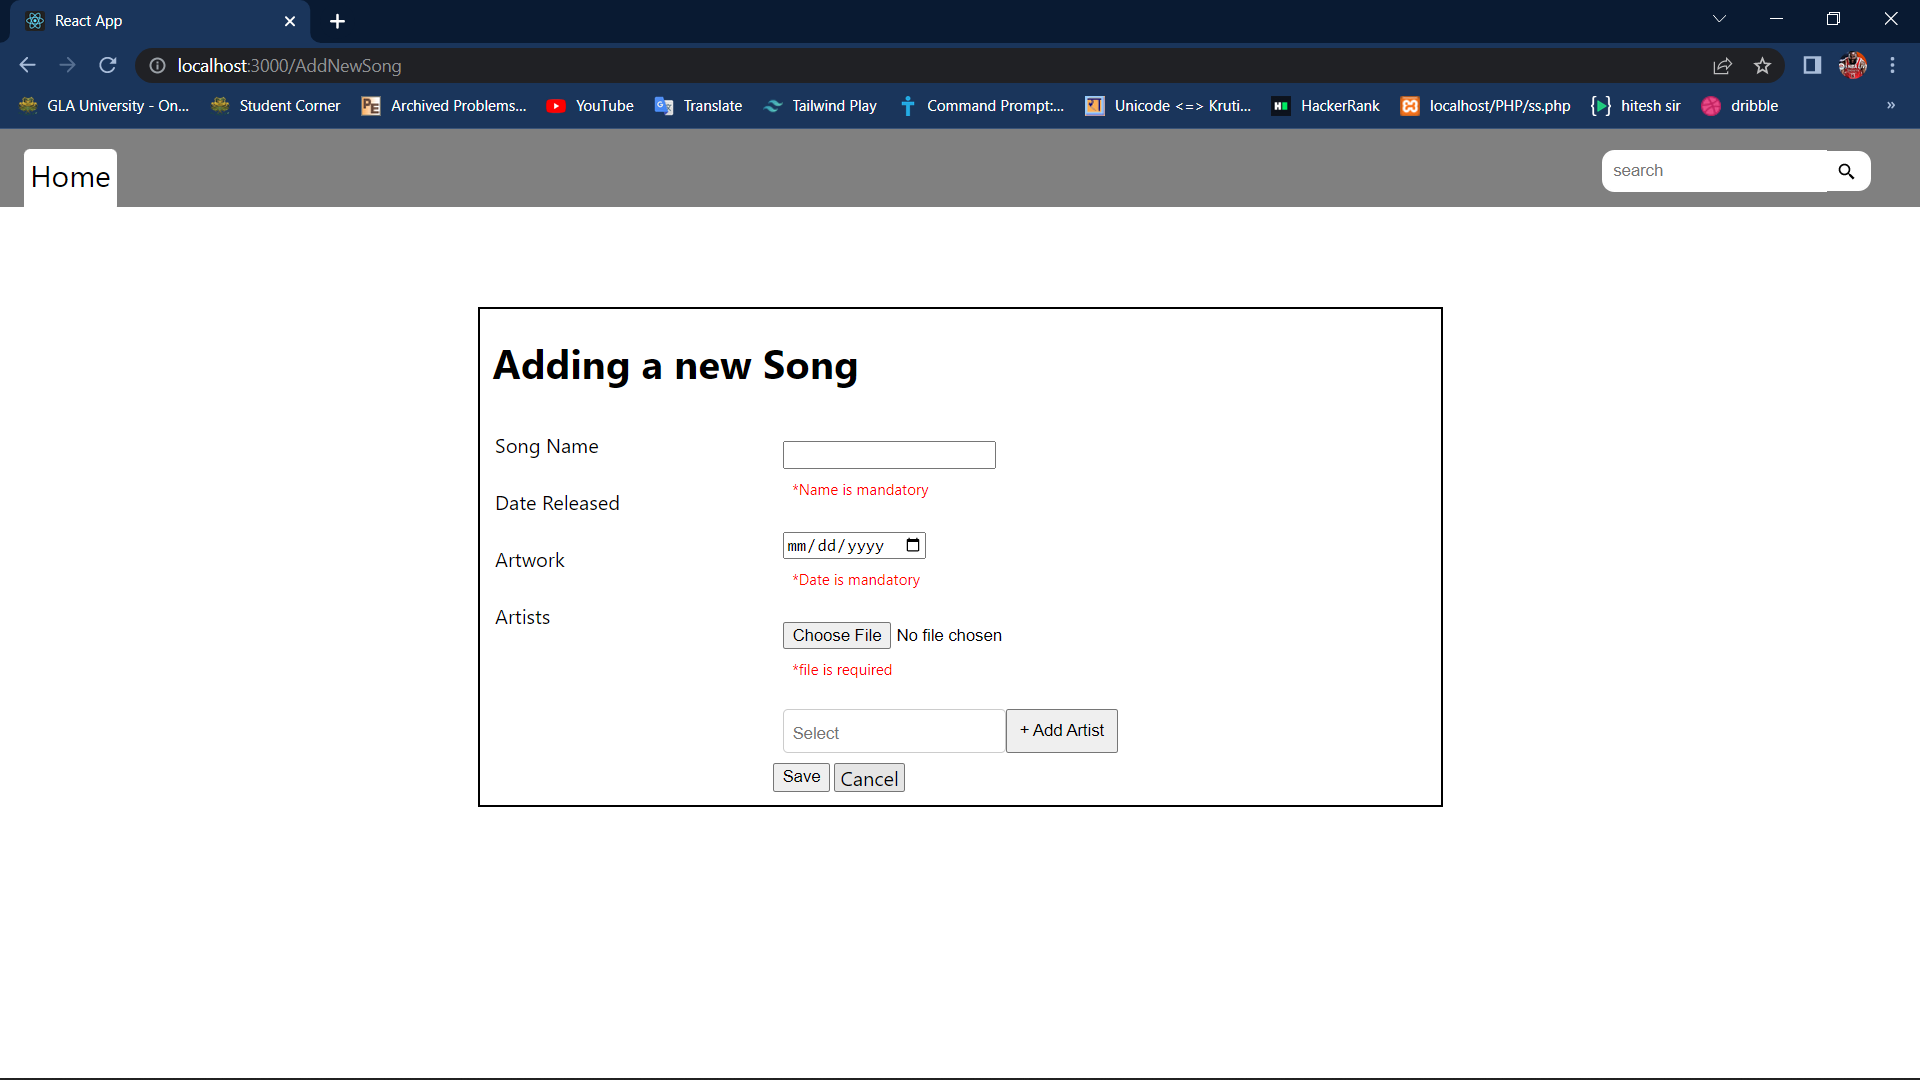 React App
localhost:3000/AddNewSong
GLA University - On... Student Corner Archived Problems... YouTube Translate Tailwind Play Command Prompt:... Unicode <=> Kruti... HackerRank localhost/PHP/ss.php hitesh sir dribble »
Home
search
Adding a new Song
Song Name
*Name is mandatory
Date Released
mm/dd/yyyy
*Date is mandatory
Artwork
Choose File No file chosen
*file is required
Artists
Select + Add Artist
Save Cancel